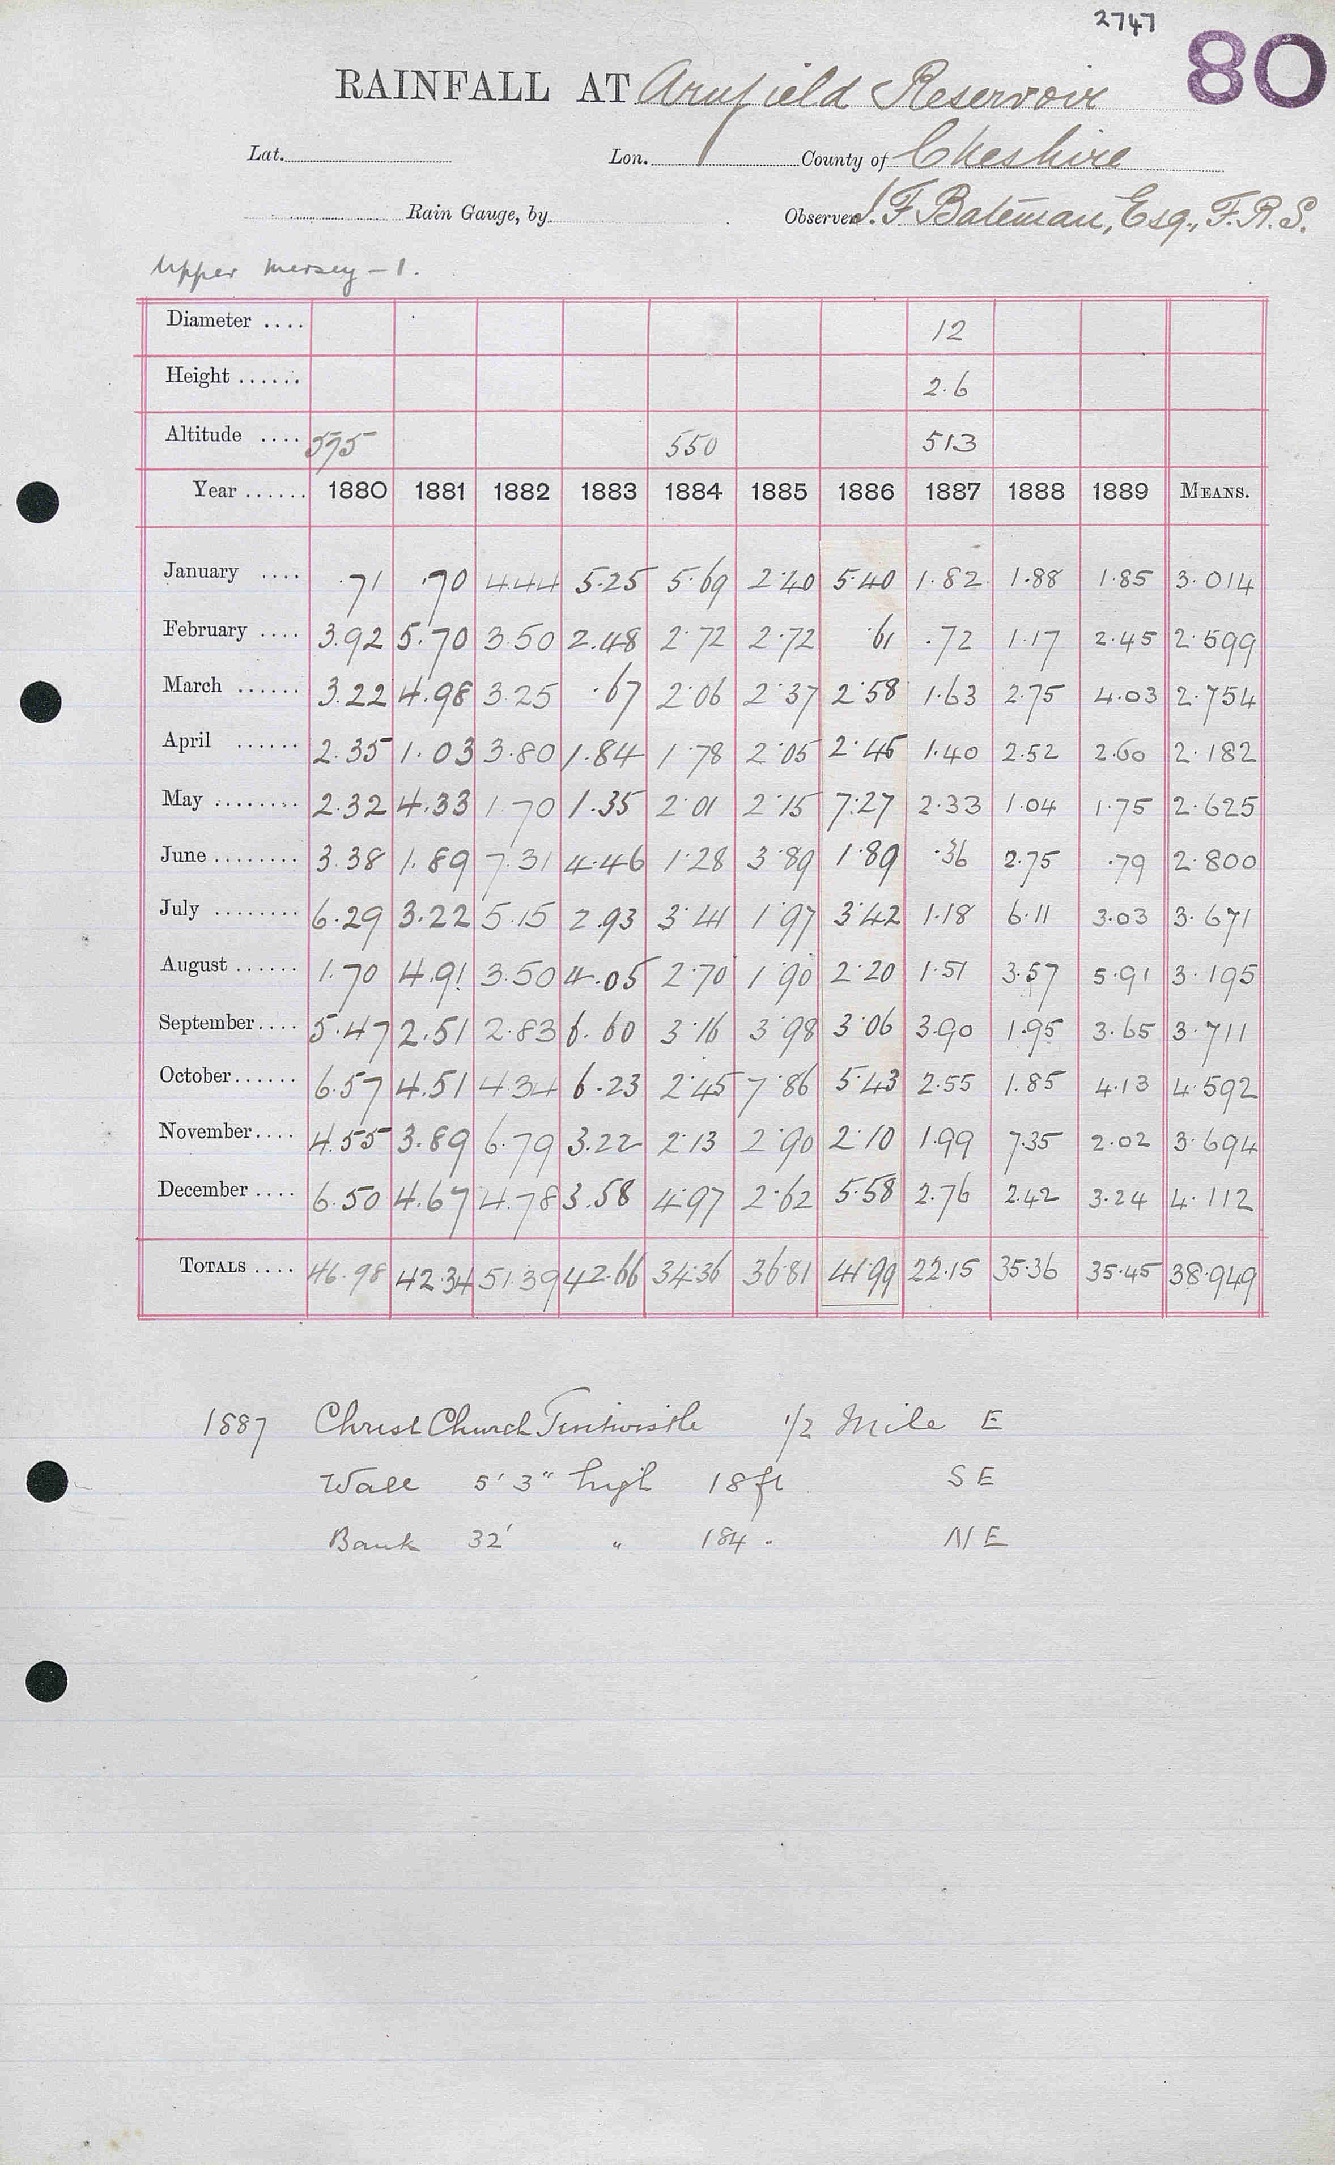 2747
80
RAINFALL AT Arnfield Reservoir
Lat. Lon. County of Cheshire
Rain Gauge, by Observer J. F. Bateman, Esq., F.R.S.
Upper Mersey - 1.
Diameter .... 12
Height ...... 2.6
Altitude .... 575 550 513
Year ...... 1880 1881 1882 1883 1884 1885 1886 1887 1888 1889 MEANS.
January .... .71 .70 4.44 5.25 5.69 2.40 5.40 1.82 1.88 1.85 3.014
February .... 3.92 5.70 3.50 2.48 2.72 2.72 .61 .72 1.17 2.45 2.599
March ...... 3.22 4.98 3.25 .67 2.06 2.37 2.58 1.63 2.75 4.03 2.754
April ...... 2.35 1.03 3.80 1.84 1.78 2.05 2.45 1.40 2.52 2.60 2.182
May ........ 2.32 4.33 1.70 1.35 2.01 2.15 7.27 2.33 1.04 1.75 2.625
June ........ 3.38 1.89 7.31 4.46 1.28 3.89 1.89 .36 2.75 .79 2.800
July ........ 6.29 3.22 5.15 2.93 3.41 1.97 3.42 1.18 6.11 3.03 3.671
August ...... 1.70 4.91 3.50 4.05 2.70 1.90 2.20 1.51 3.57 5.91 3.195
September.... 5.47 2.51 2.83 6.60 3.16 3.98 3.06 3.90 1.95 3.65 3.711
October...... 6.57 4.51 4.34 6.23 2.45 7.86 5.43 2.55 1.85 4.13 4.592
November.... 4.55 3.89 6.79 3.22 2.13 2.90 2.10 1.99 7.35 2.02 3.694
December .... 6.50 4.67 4.78 3.58 4.97 2.62 5.58 2.76 2.42 3.24 4.112
TOTALS .... 46.98 42.34 51.39 42.66 34.36 36.81 41.99 22.15 35.36 35.45 38.949
1887 Christ Church Tintwistle 1/2 Mile E
Wall 5' 3" high 18 ft SE
Bank 32' " 184 " NE